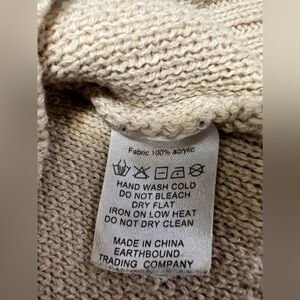 Fabric 100% acrylic
HAND WASH COLD
DO NOT BLEACH
DRY FLAT
IRON ON LOW HEAT
DO NOT DRY CLEAN
MADE IN CHINA
EARTHBOUND
TRADING COMPANY